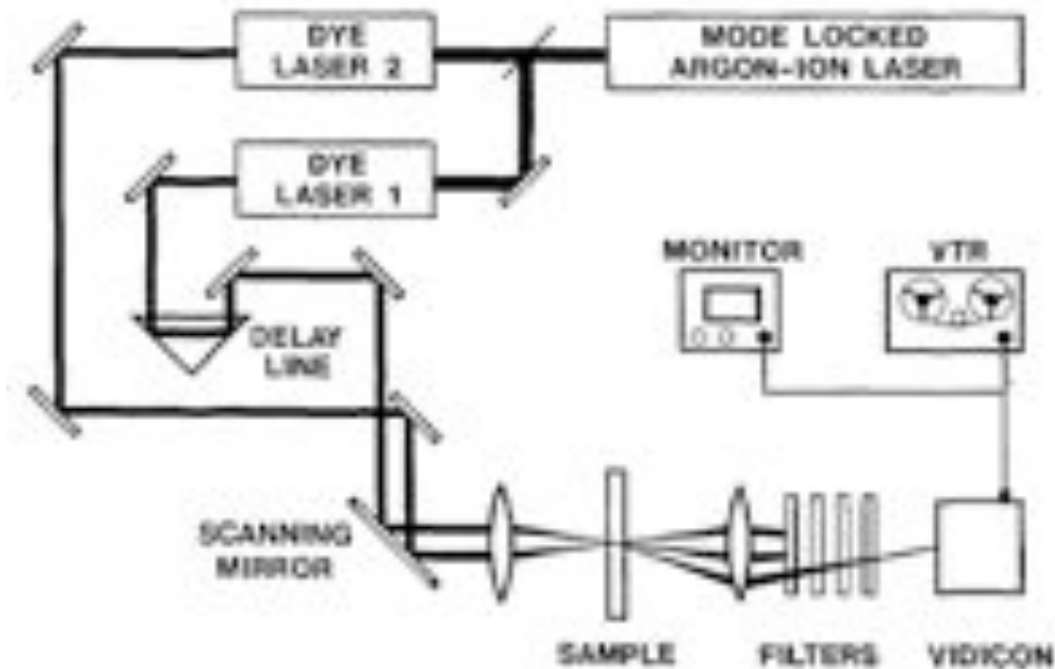 DYE
LASER 2
MODE LOCKED
ARGON-ION LASER
DYE
LASER 1
MONITOR
VTR
DELAY
LINE
SCANNING
MIRROR
SAMPLE
FILTERS
VIDICON